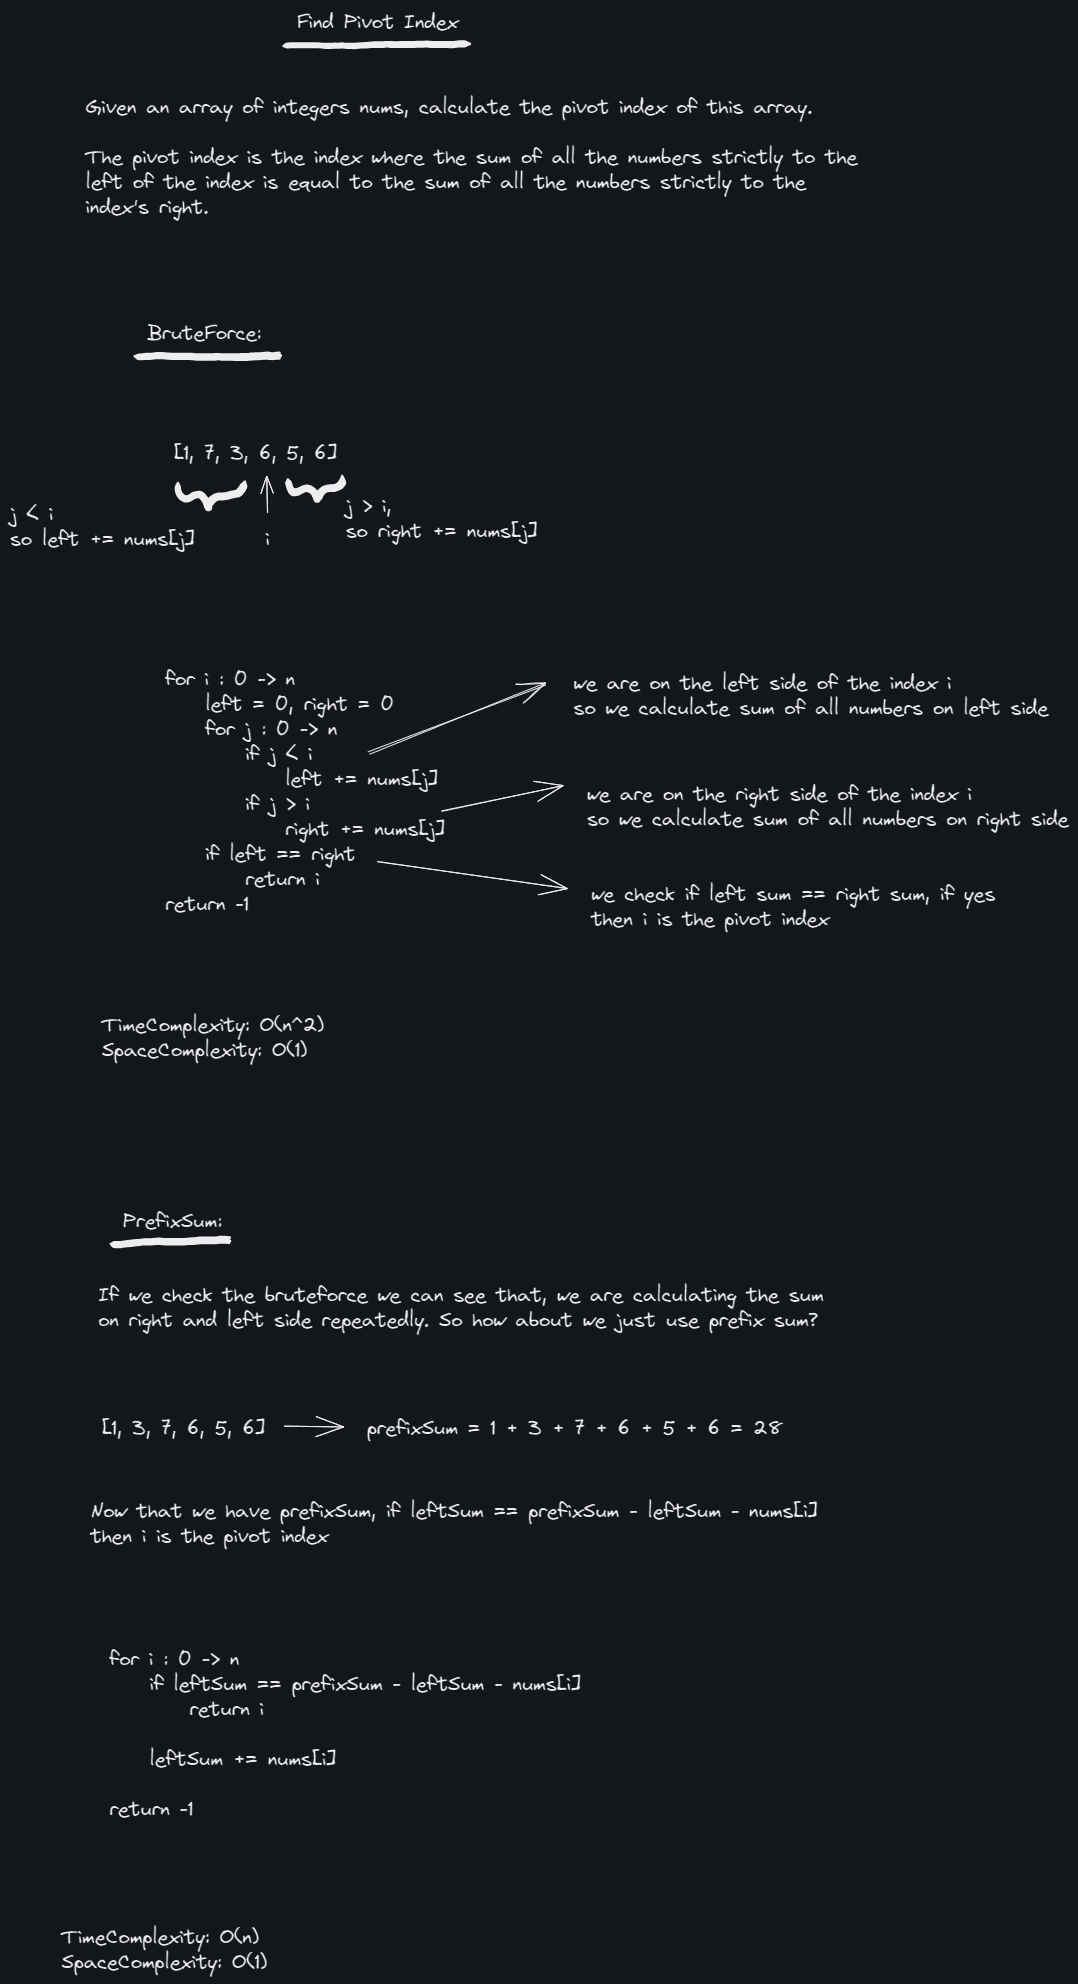 Find Pivot Index
Given an array of integers nums, calculate the pivot index of this array.
The pivot index is the index where the sum of all the numbers strictly to the
left of the index is equal to the sum of all the numbers strictly to the
index's right.
BruteForce:
[1, 7, 3, 6, 5, 6]
j < i
so left += nums[j]
i
j > i,
so right += nums[j]
for i : 0 -> n
left = 0, right = 0
for j : 0 -> n
if j < i
left += nums[j]
if j > i
right += nums[j]
if left == right
return i
return -1
we are on the left side of the index i
so we calculate sum of all numbers on left side
we are on the right side of the index i
so we calculate sum of all numbers on right side
we check if left sum == right sum, if yes
then i is the pivot index
TimeComplexity: O(n^2)
SpaceComplexity: O(1)
PrefixSum:
If we check the bruteforce we can see that, we are calculating the sum
on right and left side repeatedly. So how about we just use prefix sum?
[1, 3, 7, 6, 5, 6]
prefixSum = 1 + 3 + 7 + 6 + 5 + 6 = 28
Now that we have prefixSum, if leftSum == prefixSum - leftSum - nums[i]
then i is the pivot index
for i : 0 -> n
if leftSum == prefixSum - leftSum - nums[i]
return i
leftSum += nums[i]
return -1
TimeComplexity: O(n)
SpaceComplexity: O(1)